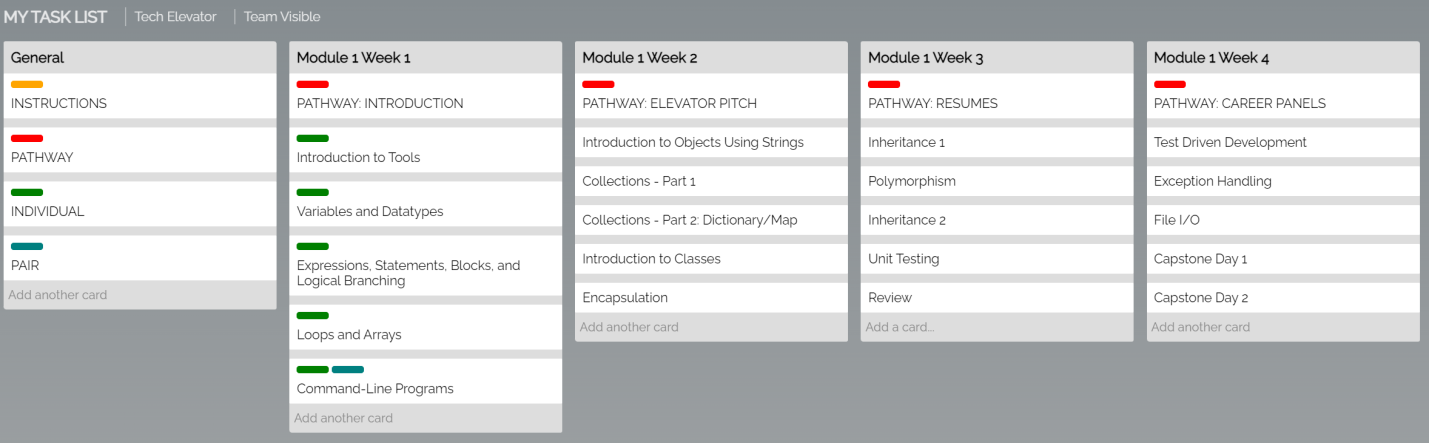 MY TASK LIST
Tech Elevator
Team Visible
General
INSTRUCTIONS
PATHWAY
INDIVIDUAL
PAIR
Add another card
Module 1 Week 1
PATHWAY: INTRODUCTION
Introduction to Tools
Variables and Datatypes
Expressions, Statements, Blocks, and
Logical Branching
Loops and Arrays
Command-Line Programs
Add another card
Module 1 Week 2
PATHWAY: ELEVATOR PITCH
Introduction to Objects Using Strings
Collections - Part 1
Collections - Part 2: Dictionary/Map
Introduction to Classes
Encapsulation
Add another card
Module 1 Week 3
PATHWAY: RESUMES
Inheritance 1
Polymorphism
Inheritance 2
Unit Testing
Review
Add a card...
Module 1 Week 4
PATHWAY: CAREER PANELS
Test Driven Development
Exception Handling
File I/O
Capstone Day 1
Capstone Day 2
Add another card